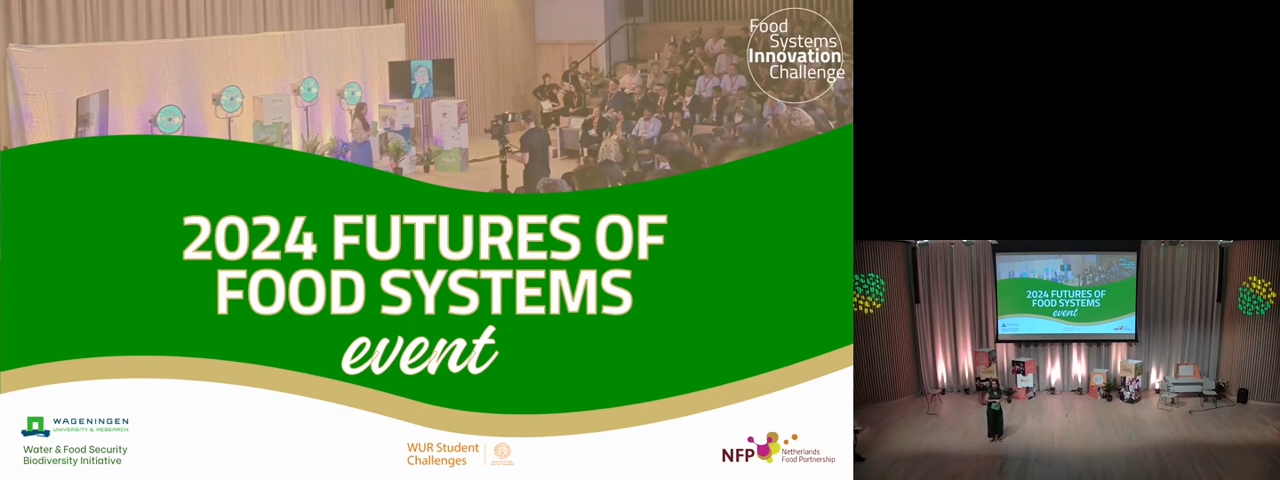 Food
Systems
Innovation
Challenge
2024 FUTURES OF
FOOD SYSTEMS
event
WAGENINGEN
UNIVERSITY & RESEARCH
Water & Food Security
Biodiversity Initiative
WUR Student
Challenges
NFP
Netherlands
Food Partnership
2024 FUTURES OF
FOOD SYSTEMS
event